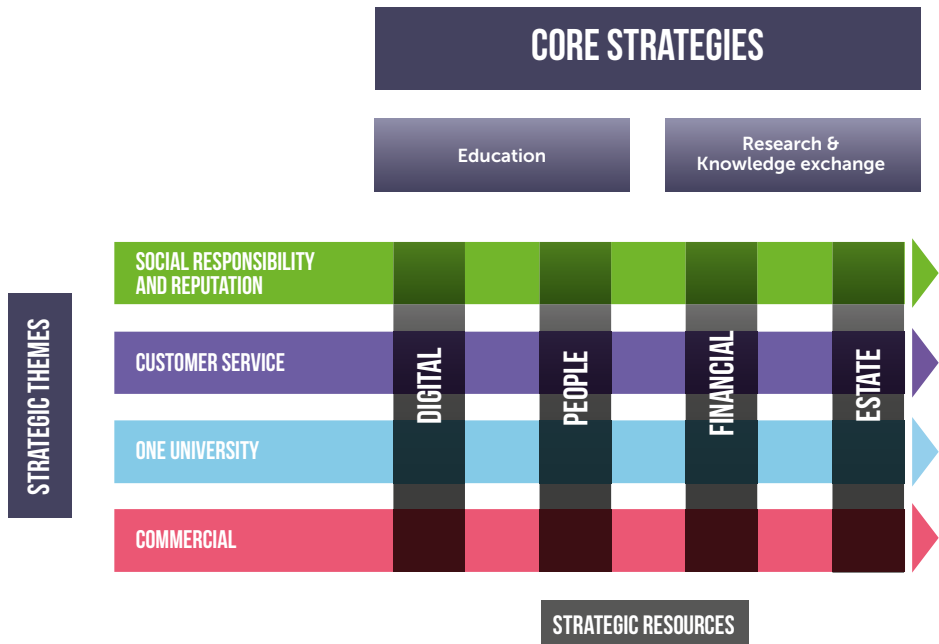 CORE STRATEGIES
Education
Research &
Knowledge exchange
STRATEGIC THEMES
SOCIAL RESPONSIBILITY
AND REPUTATION
CUSTOMER SERVICE
ONE UNIVERSITY
COMMERCIAL
DIGITAL
PEOPLE
FINANCIAL
ESTATE
STRATEGIC RESOURCES